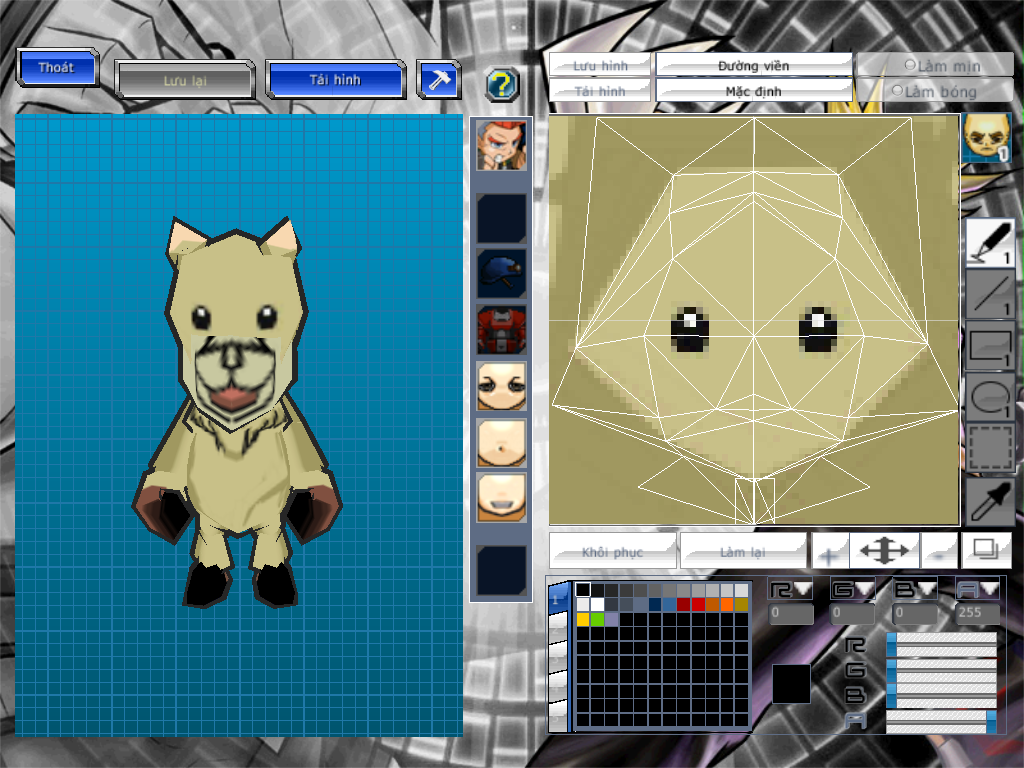 Thoát
Lưu lại
Tải hình
?
Lưu hình
Đường viền
Làm mịn
Tải hình
Mặc định
Làm bóng
1
1
1
1
1
Khôi phục
Làm lại
+
-
1
R G B A
0 0 0 255
R
G
B
A